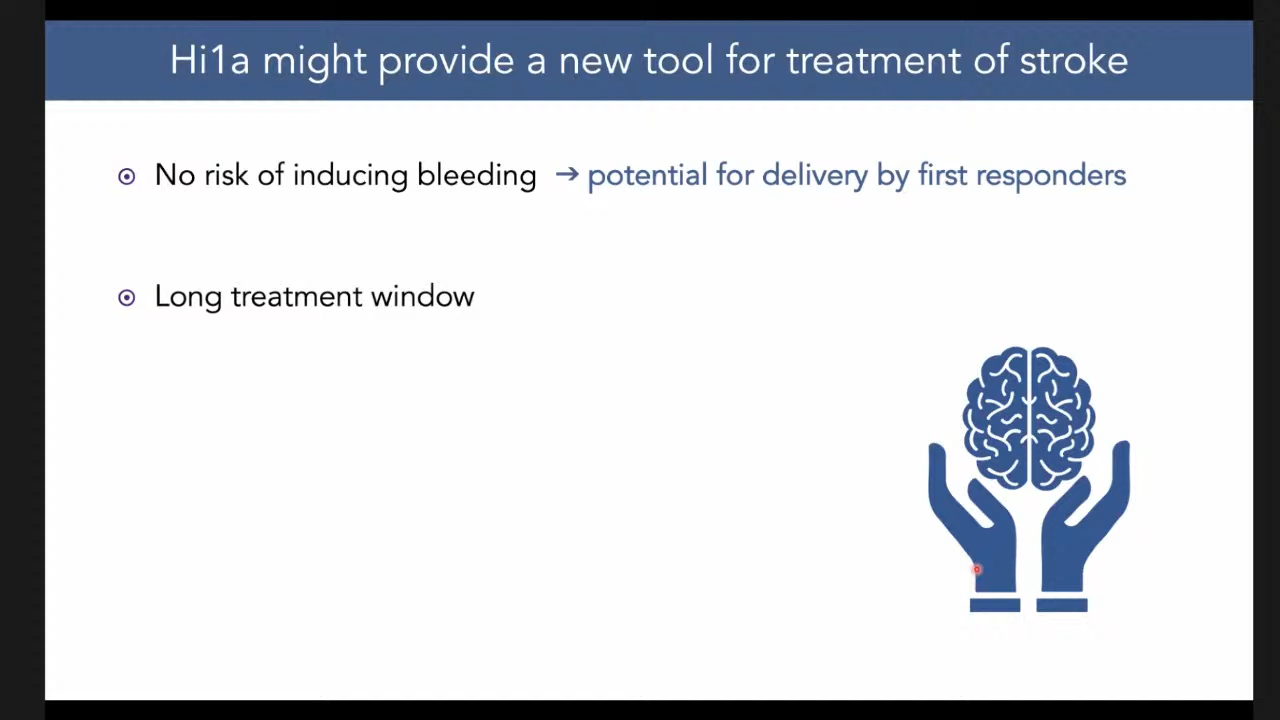 Hi1a might provide a new tool for treatment of stroke
No risk of inducing bleeding → potential for delivery by first responders
Long treatment window